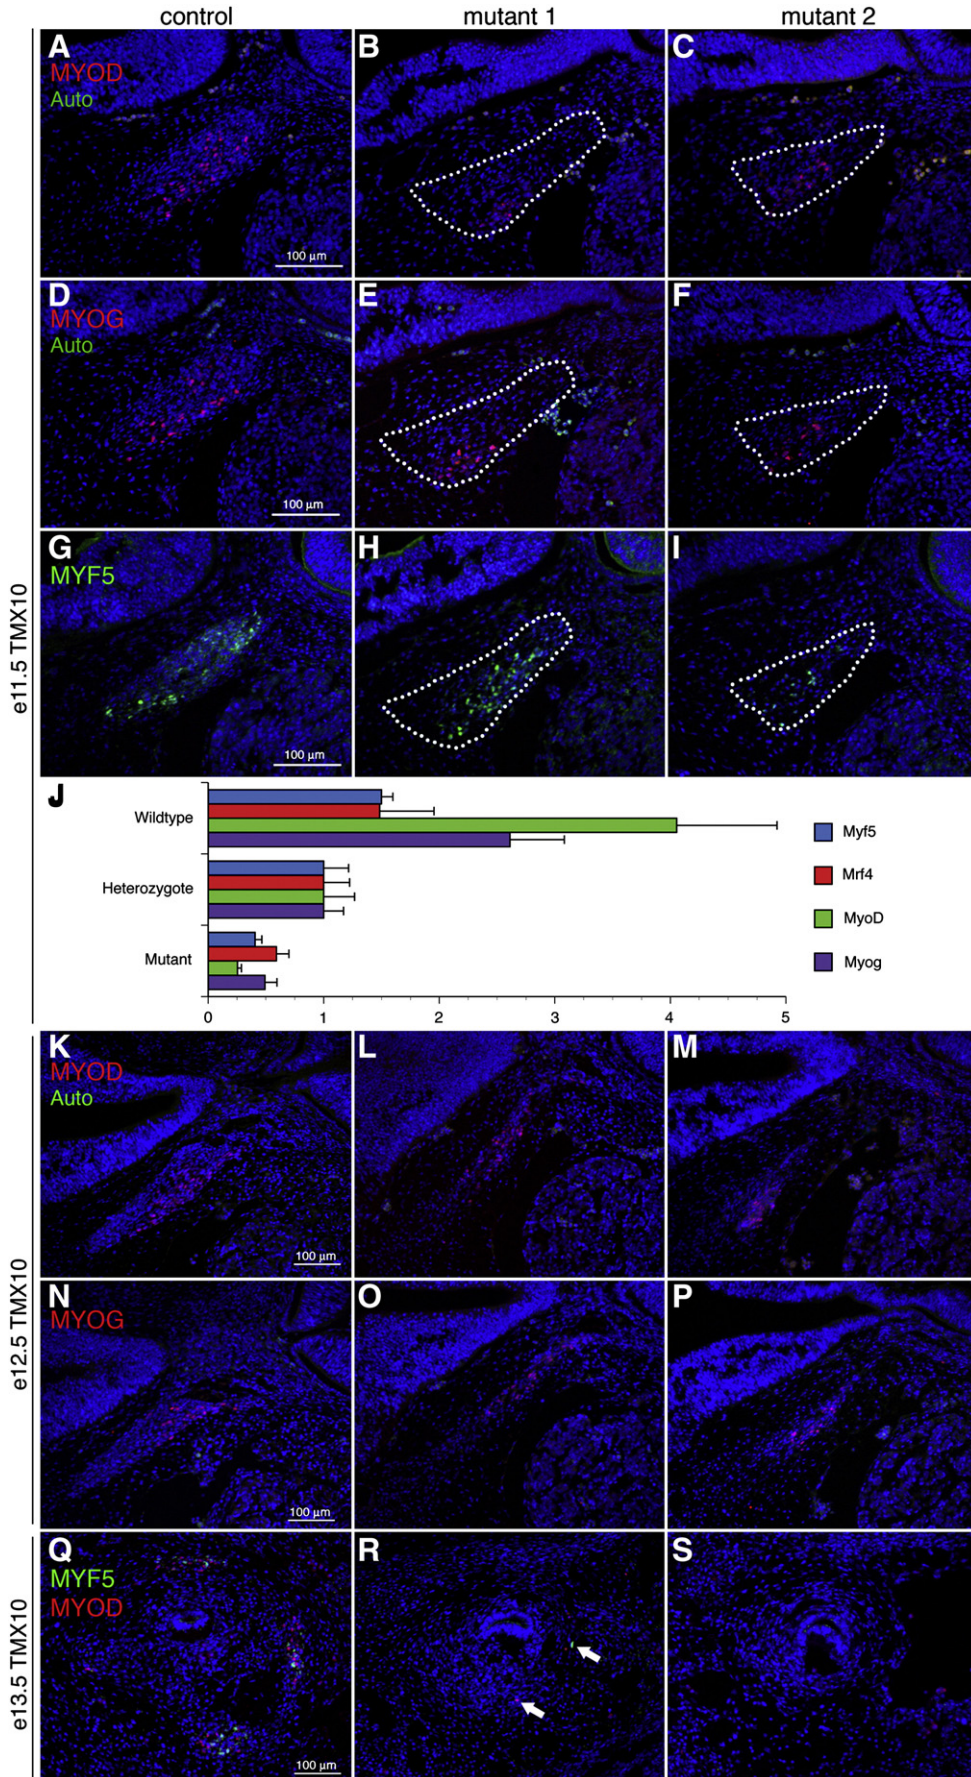 control mutant 1 mutant 2
A B C
MYOD
Auto
100 µm
D E F
MYOG
Auto
100 µm
G H I
MYF5
100 µm
e11.5 TMX10
J
Wildtype
Heterozygote
Mutant
Myf5
Mrf4
MyoD
Myog
0 1 2 3 4 5
K L M
MYOD
Auto
100 µm
N O P
MYOG
100 µm
e12.5 TMX10
Q R S
MYF5
MYOD
100 µm
e13.5 TMX10